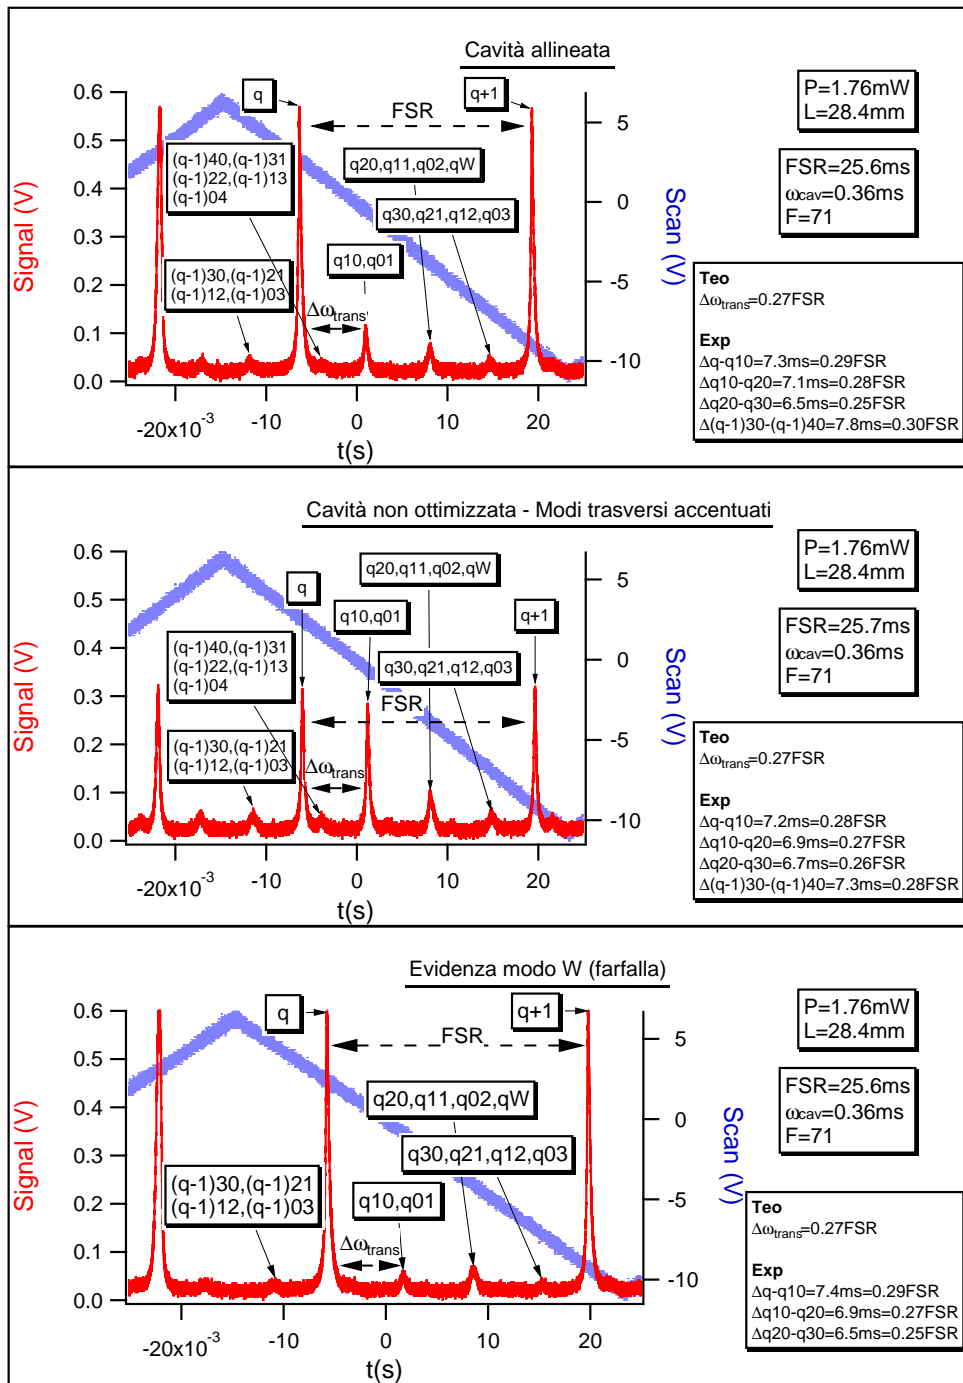 Cavità allineata
q
q+1
FSR
(q-1)40,(q-1)31
(q-1)22,(q-1)13
(q-1)04
q20,q11,q02,qW
q30,q21,q12,q03
(q-1)30,(q-1)21
(q-1)12,(q-1)03
q10,q01
Δωtrans
Signal (V)
0.6
0.5
0.4
0.3
0.2
0.1
0.0
5
0
-5
-10
Scan (V)
-20x10-3
-10
0
10
20
t(s)
P=1.76mW
L=28.4mm
FSR=25.6ms
ωcav=0.36ms
F=71
Teo
Δωtrans=0.27FSR
Exp
Δq-q10=7.3ms=0.29FSR
Δq10-q20=7.1ms=0.28FSR
Δq20-q30=6.5ms=0.25FSR
Δ(q-1)30-(q-1)40=7.8ms=0.30FSR
Cavità non ottimizzata - Modi trasversi accentuati
q20,q11,q02,qW
q
q10,q01
q+1
(q-1)40,(q-1)31
(q-1)22,(q-1)13
(q-1)04
q30,q21,q12,q03
FSR
(q-1)30,(q-1)21
(q-1)12,(q-1)03
Δωtrans
Signal (V)
0.6
0.5
0.4
0.3
0.2
0.1
0.0
5
0
-5
-10
Scan (V)
-20x10-3
-10
0
10
20
t(s)
P=1.76mW
L=28.4mm
FSR=25.7ms
ωcav=0.36ms
F=71
Teo
Δωtrans=0.27FSR
Exp
Δq-q10=7.2ms=0.28FSR
Δq10-q20=6.9ms=0.27FSR
Δq20-q30=6.7ms=0.26FSR
Δ(q-1)30-(q-1)40=7.3ms=0.28FSR
Evidenza modo W (farfalla)
q
q+1
FSR
q20,q11,q02,qW
q30,q21,q12,q03
(q-1)30,(q-1)21
(q-1)12,(q-1)03
q10,q01
Δωtrans
Signal (V)
0.6
0.5
0.4
0.3
0.2
0.1
0.0
5
0
-5
-10
Scan (V)
-20x10-3
-10
0
10
20
t(s)
P=1.76mW
L=28.4mm
FSR=25.6ms
ωcav=0.36ms
F=71
Teo
Δωtrans=0.27FSR
Exp
Δq-q10=7.4ms=0.29FSR
Δq10-q20=6.9ms=0.27FSR
Δq20-q30=6.5ms=0.25FSR